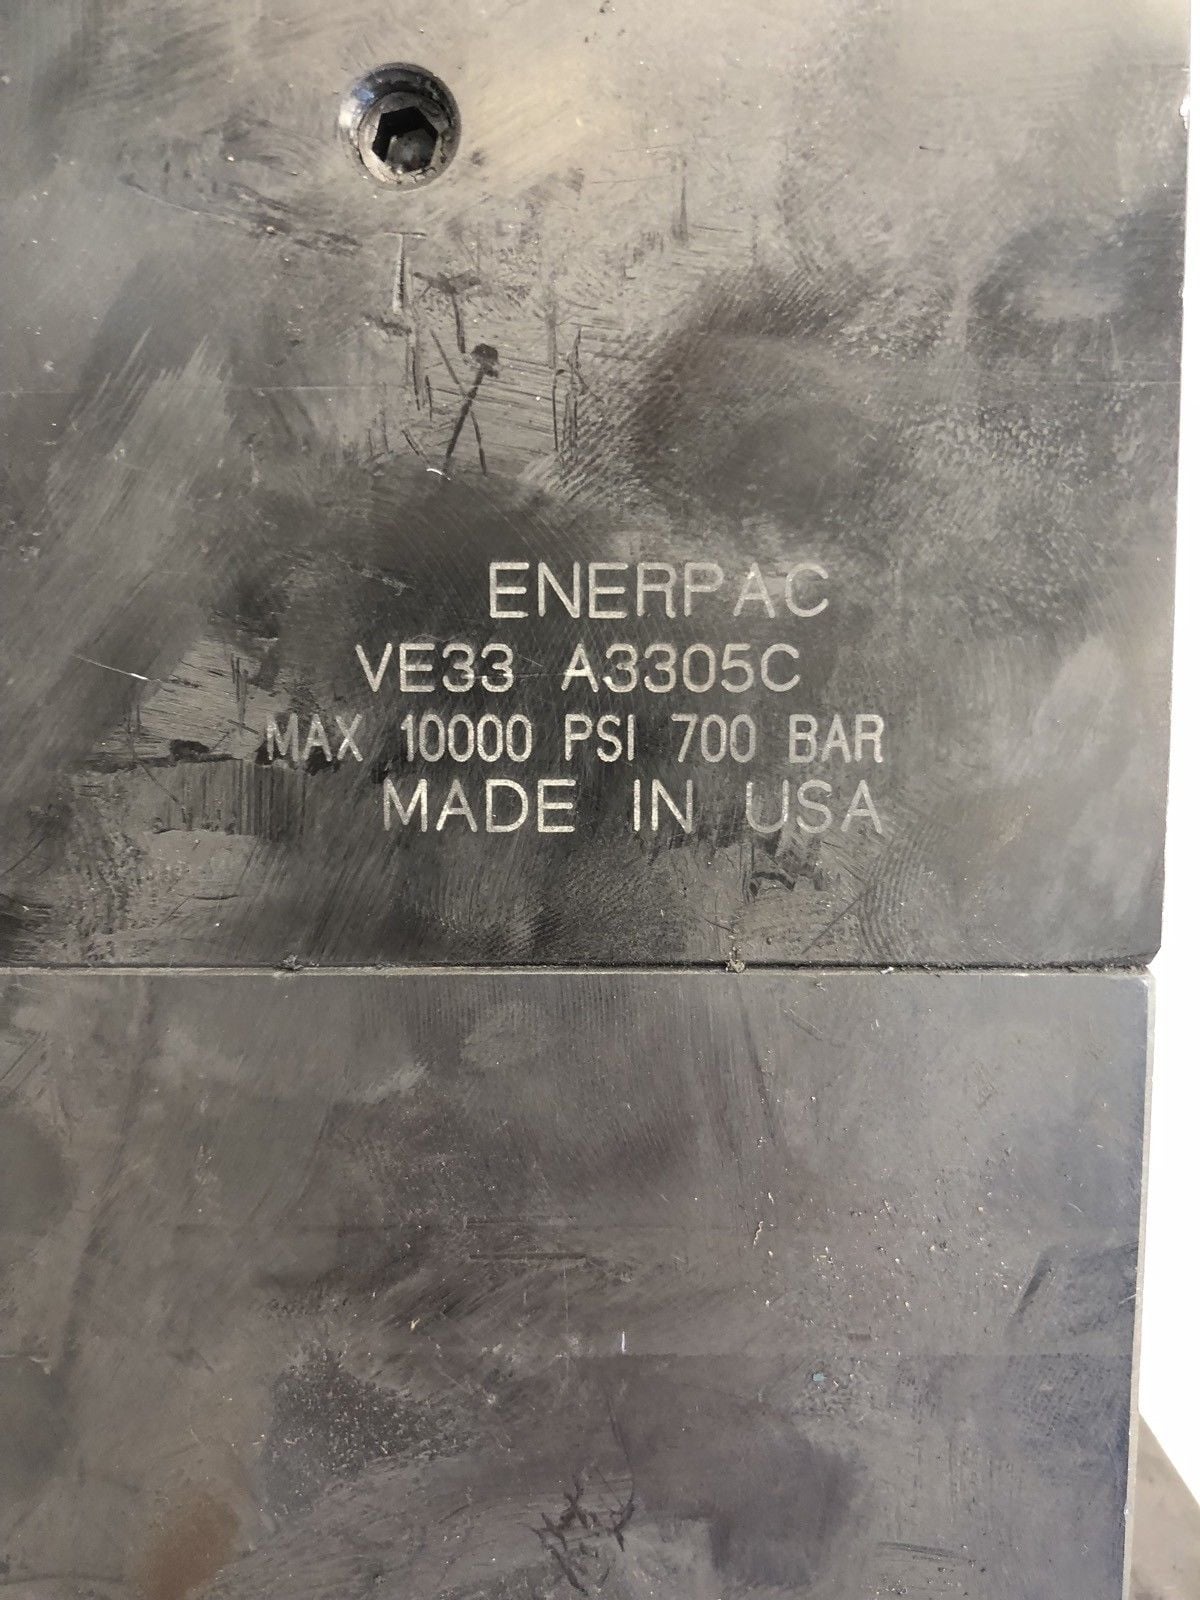 ENERPAC
VE33 A3305C
MAX 10000 PSI 700 BAR
MADE IN USA